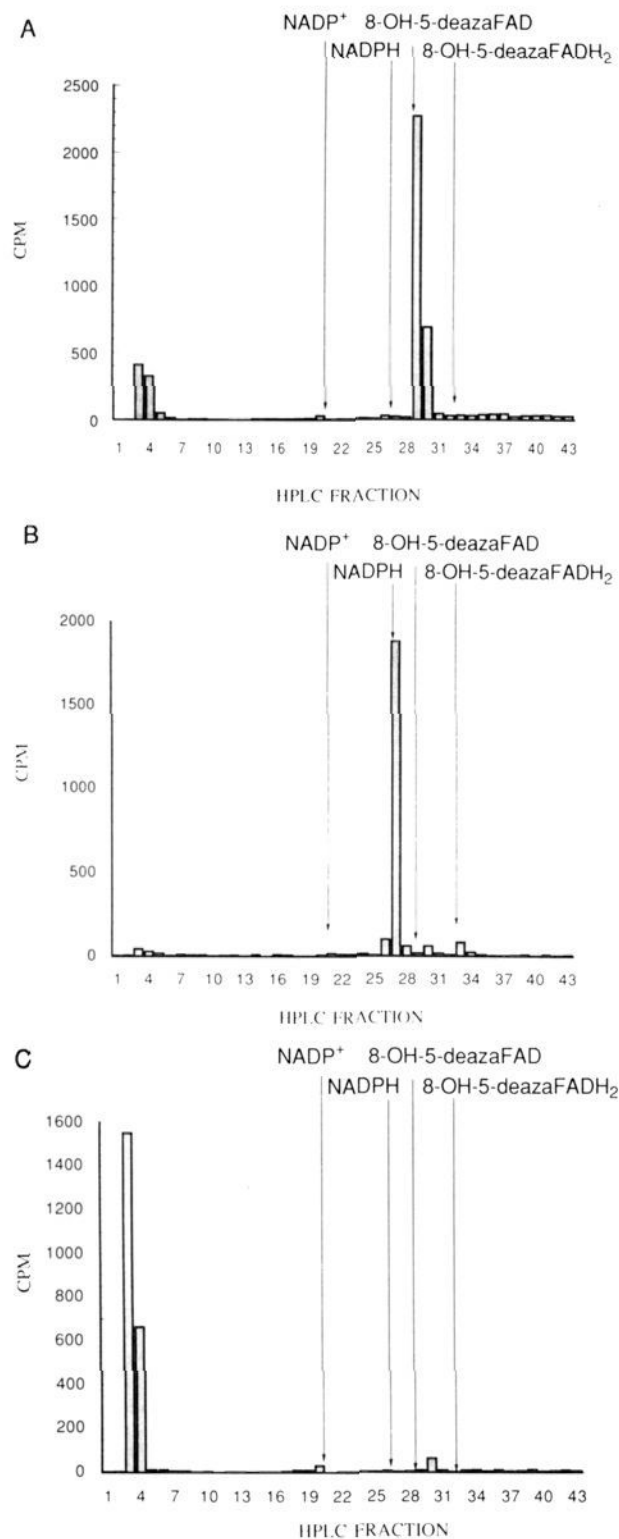 A
NADP⁺ 8-OH-5-deazaFAD
NADPH 8-OH-5-deazaFADH₂
2500
2000
1500
1000
500
0
CPM
1 4 7 10 13 16 19 22 25 28 31 34 37 40 43
HPLC FRACTION
B
NADP⁺ 8-OH-5-deazaFAD
NADPH 8-OH-5-deazaFADH₂
2000
1500
1000
500
0
CPM
1 4 7 10 13 16 19 22 25 28 31 34 37 40 43
HPLC FRACTION
C
NADP⁺ 8-OH-5-deazaFAD
NADPH 8-OH-5-deazaFADH₂
1600
1400
1200
1000
800
600
400
200
0
CPM
1 4 7 10 13 16 19 22 25 28 31 34 37 40 43
HPLC FRACTION